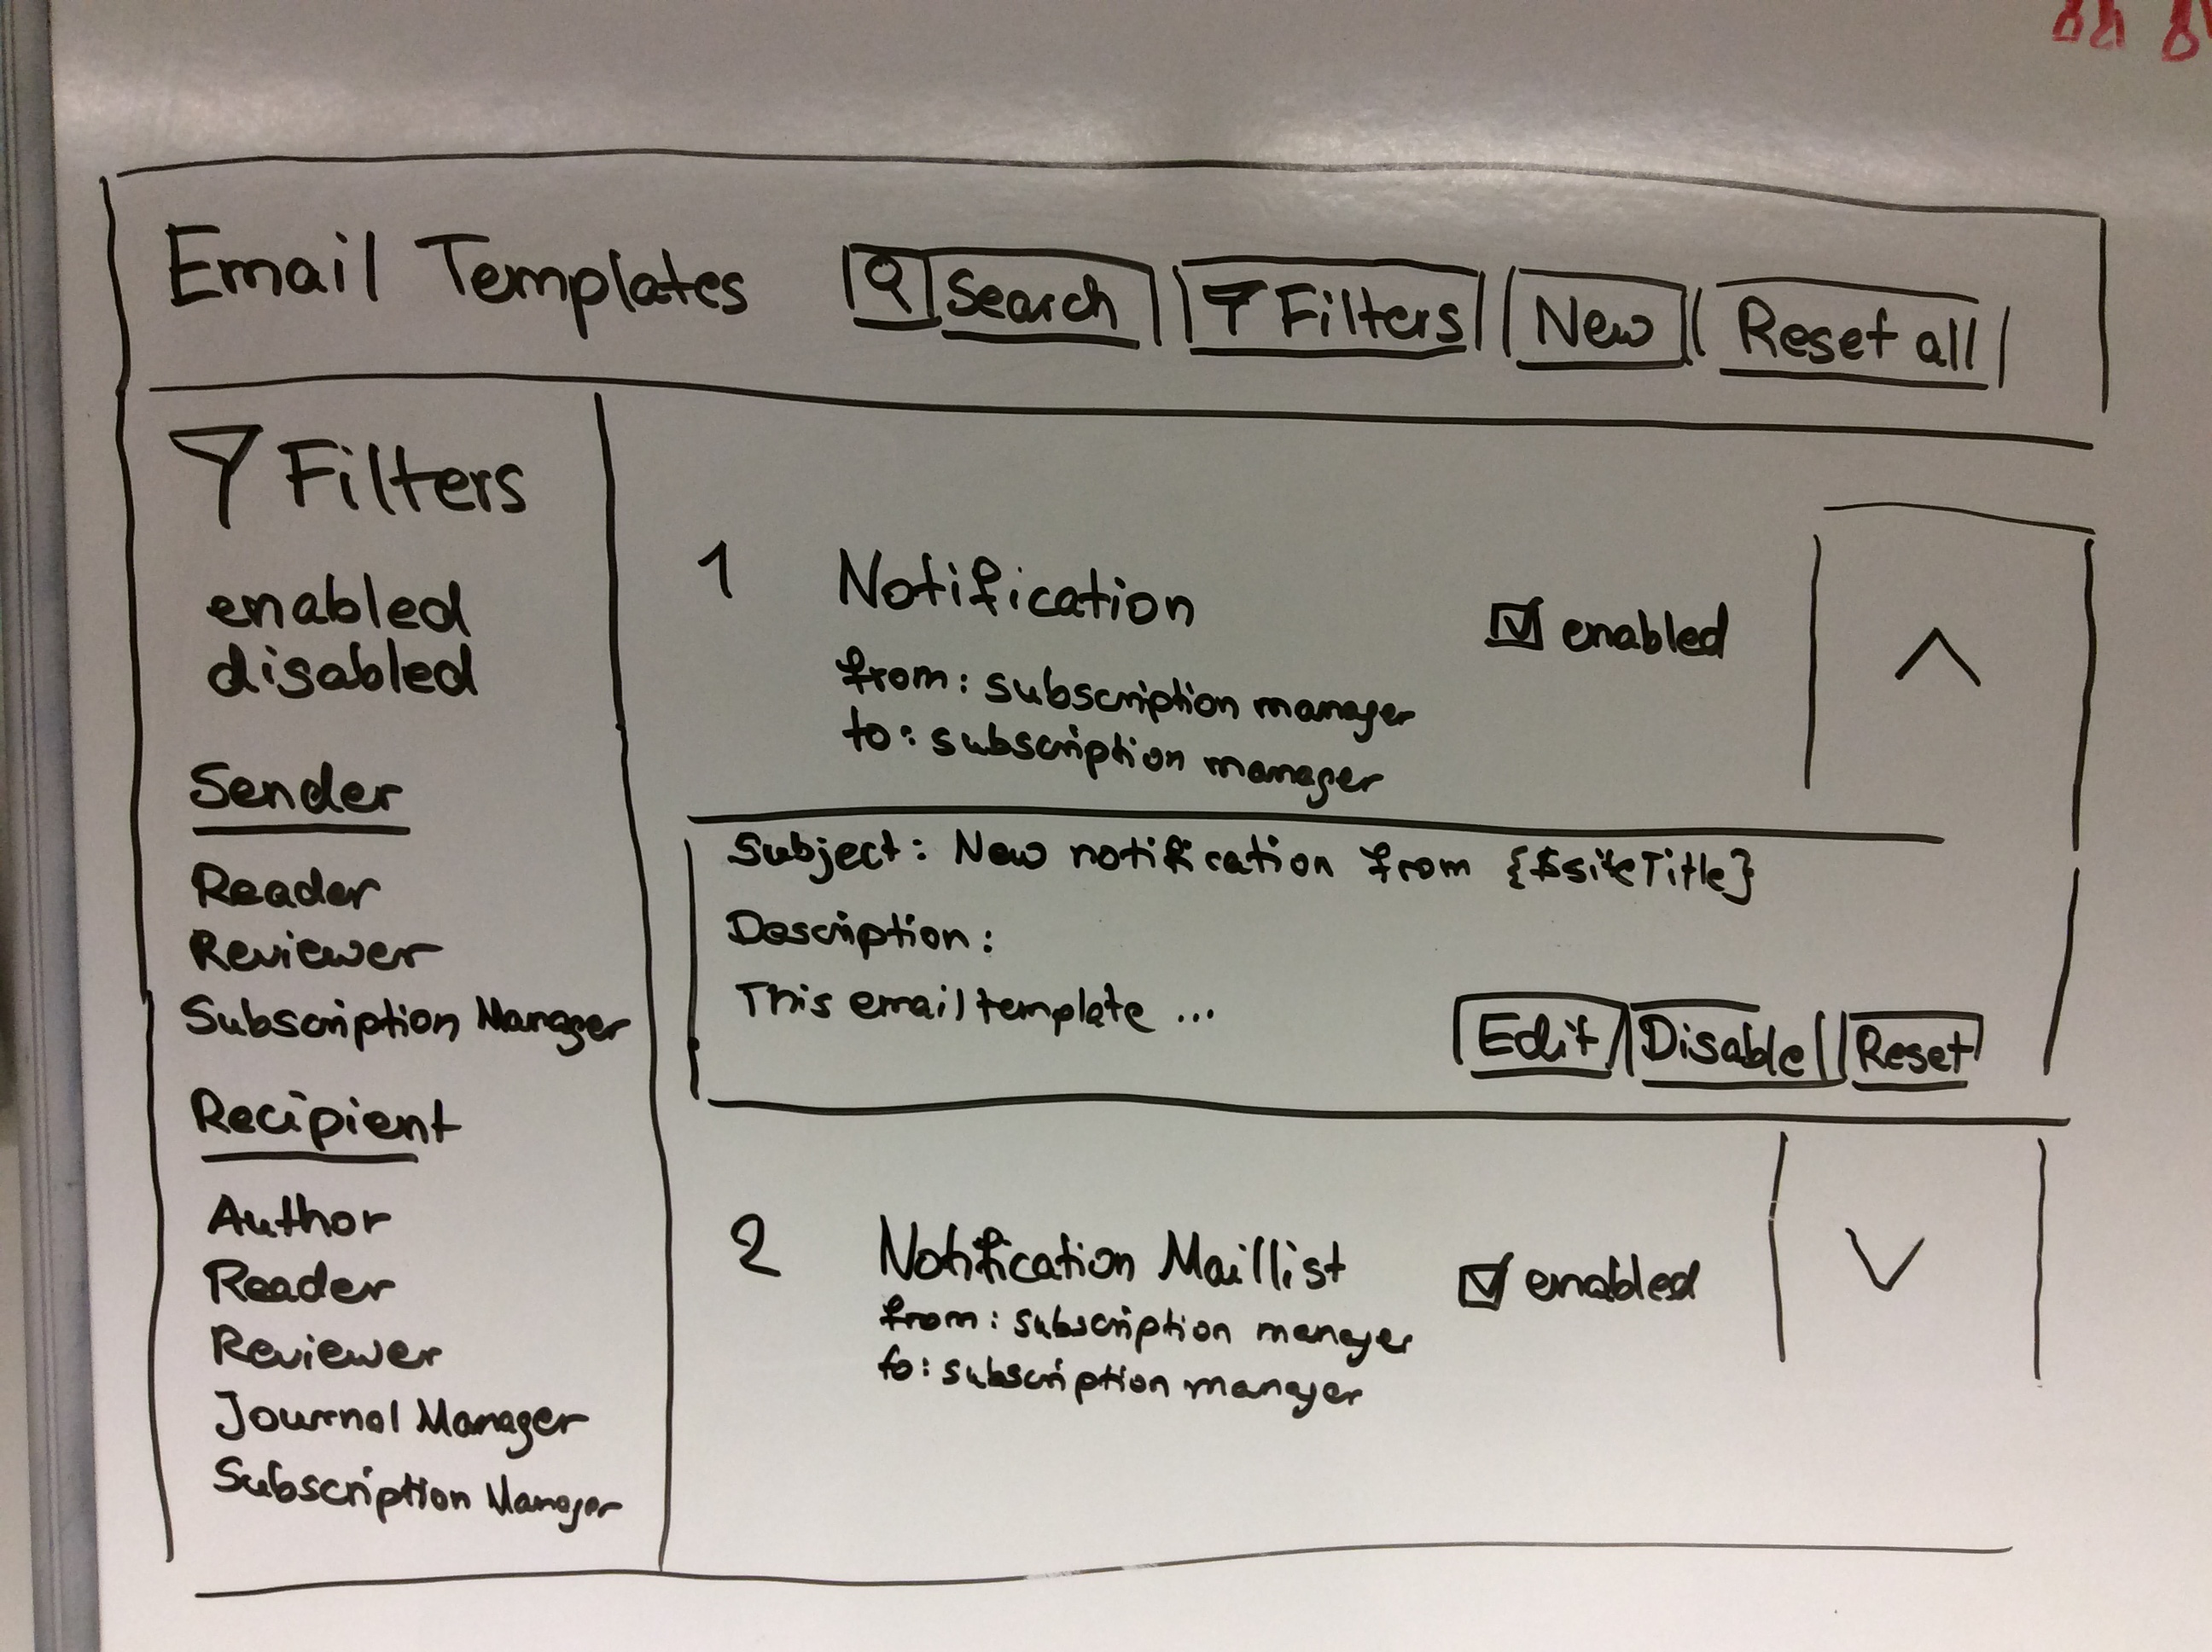 Email Templates Search Filters New Reset all
Filters
enabled
disabled
Sender
Reader
Reviewer
Subscription Manager
Recipient
Author
Reader
Reviewer
Journal Manager
Subscription Manager
1 Notification enabled
from: subscription manager
to: subscription manager
Subject: New notification from {$siteTitle}
Description:
This email template ...
Edit Disable Reset
2 Notification Maillist enabled
from: subscription manager
to: subscription manager